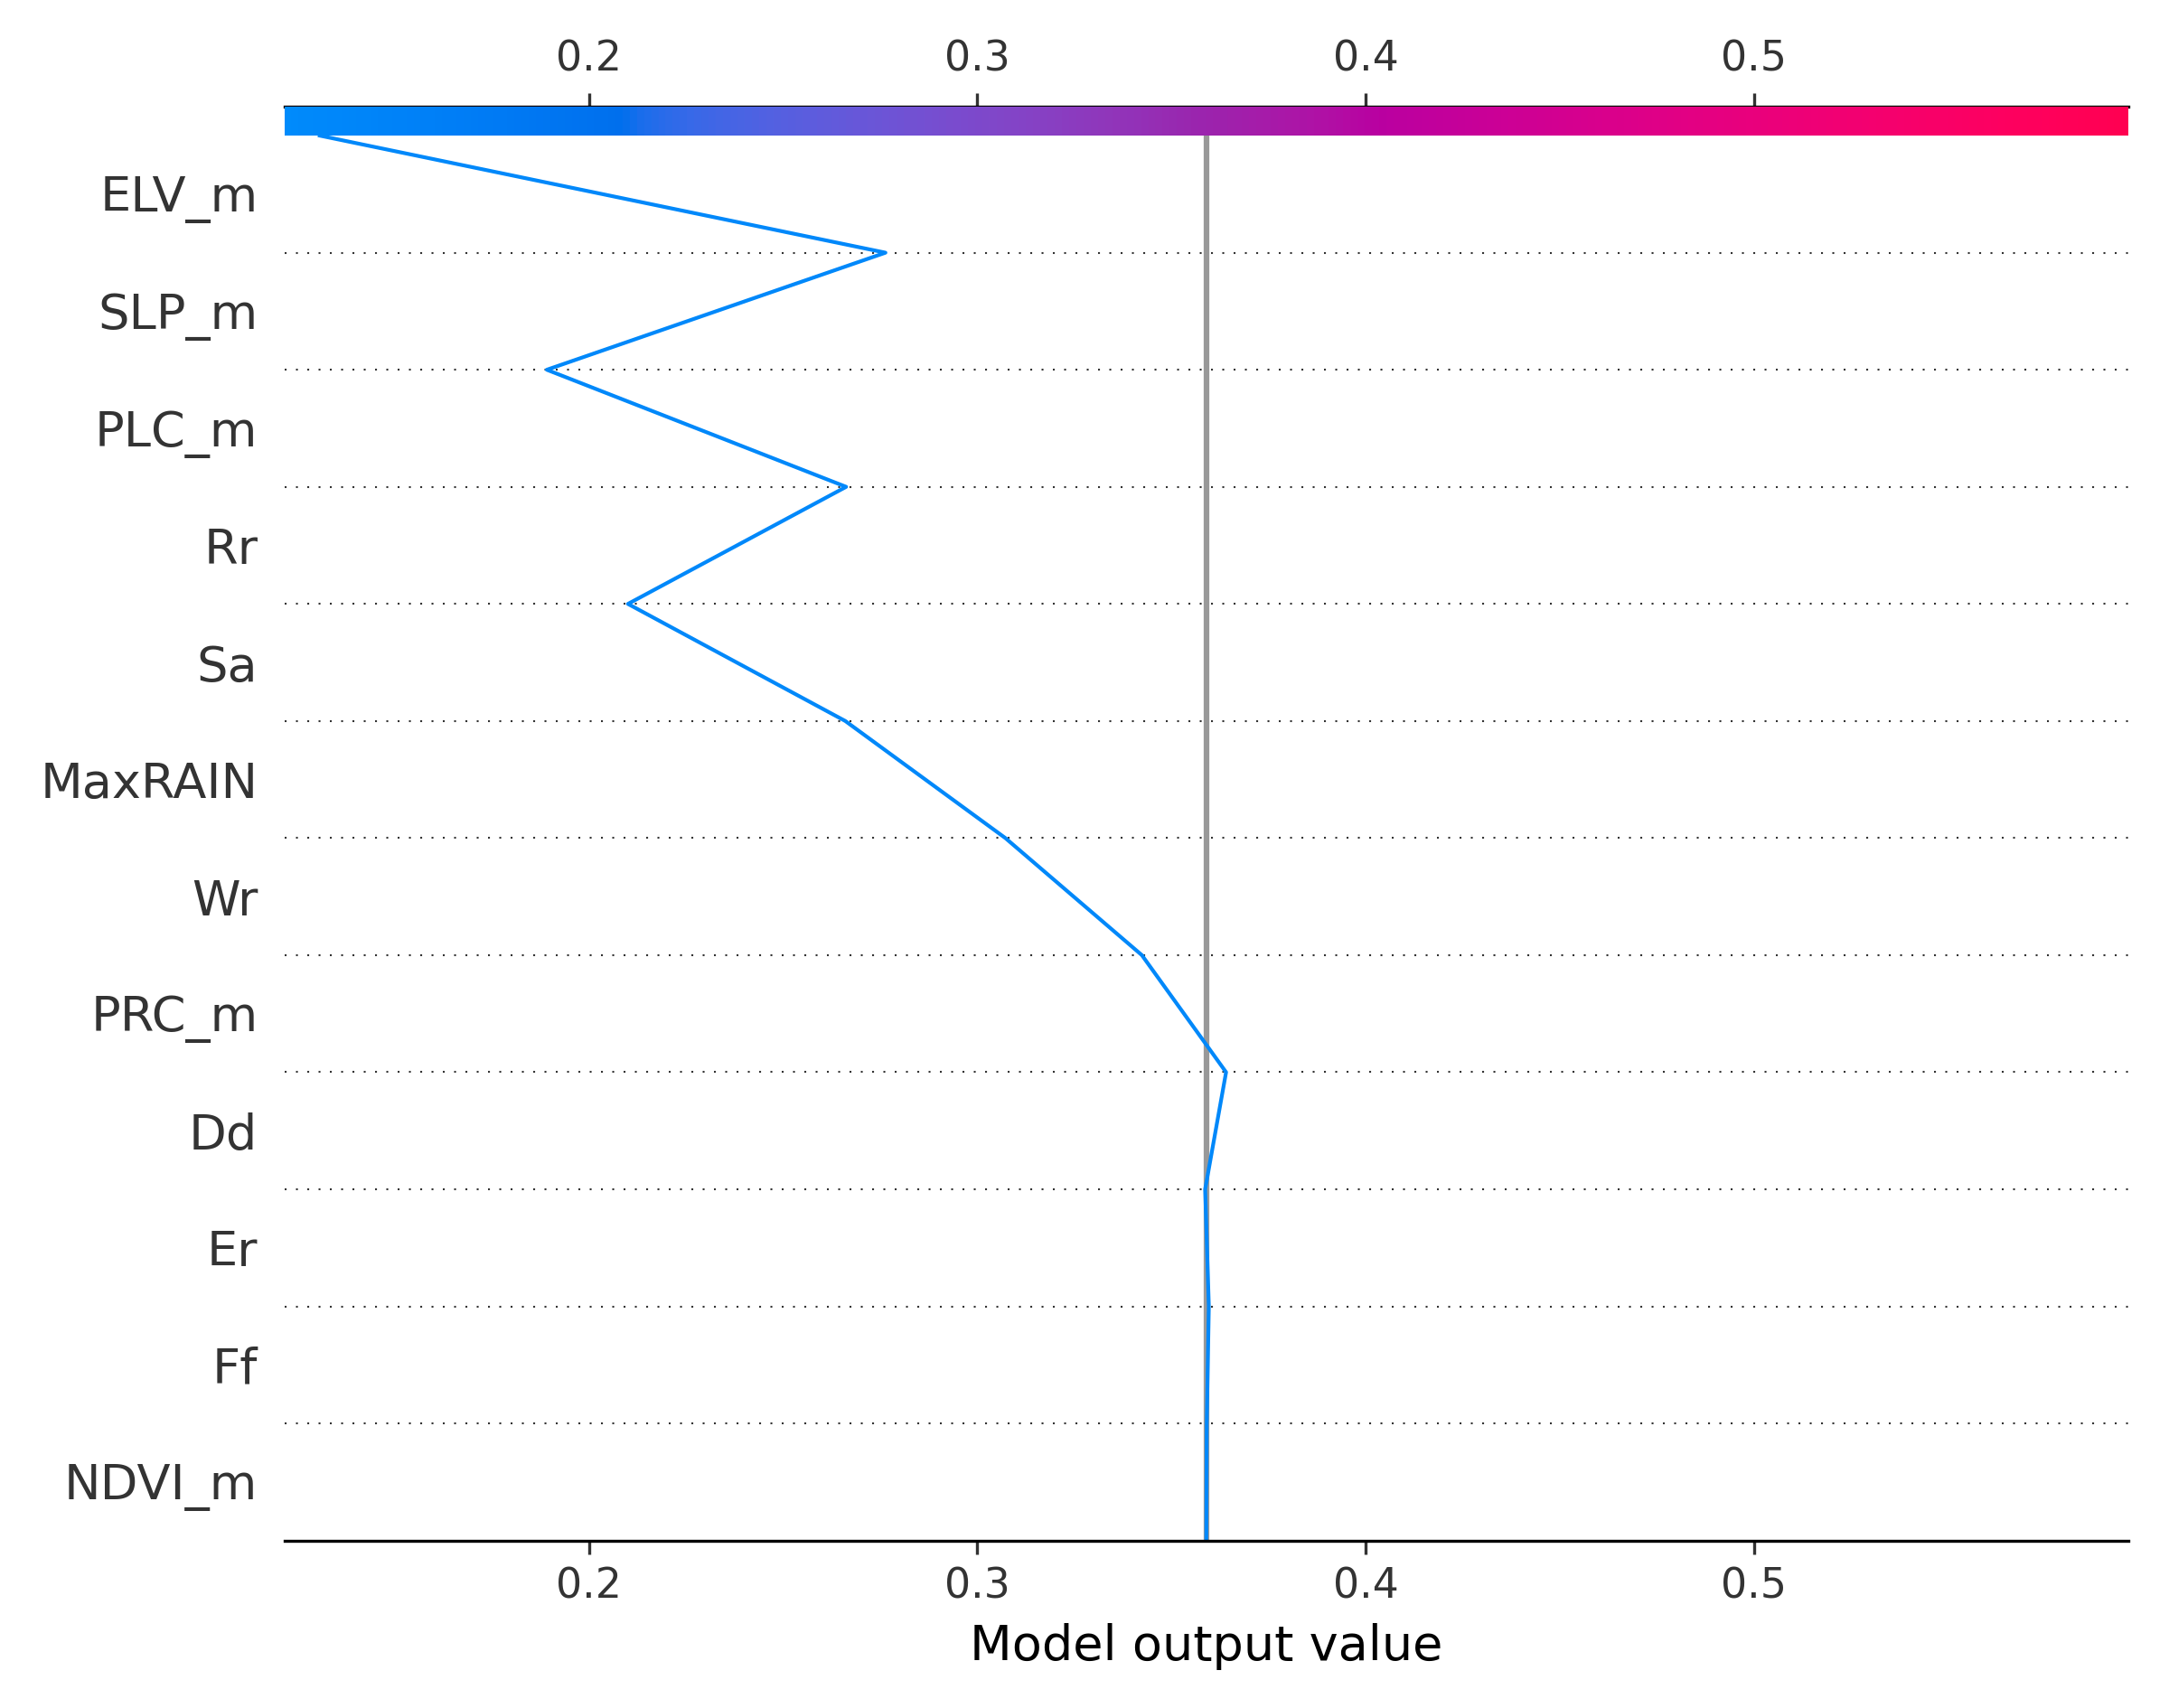 0.2 0.3 0.4 0.5
ELV_m
SLP_m
PLC_m
Rr
Sa
MaxRAIN
Wr
PRC_m
Dd
Er
Ff
NDVI_m
0.2 0.3 0.4 0.5
Model output value